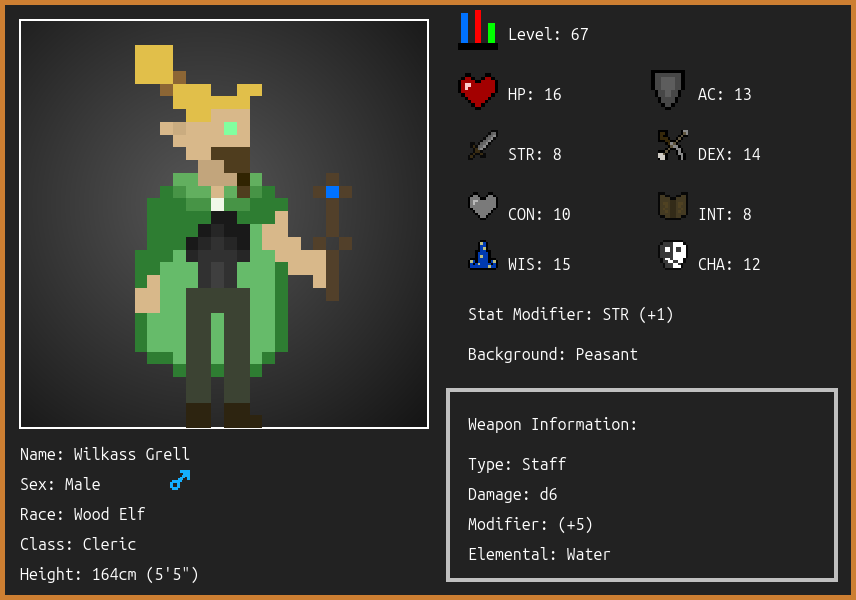 Level: 67
HP: 16
AC: 13
STR: 8
DEX: 14
CON: 10
INT: 8
WIS: 15
CHA: 12
Stat Modifier: STR (+1)
Background: Peasant
Weapon Information:
Type: Staff
Damage: d6
Modifier: (+5)
Elemental: Water
Name: Wilkass Grell
Sex: Male
Race: Wood Elf
Class: Cleric
Height: 164cm (5'5")